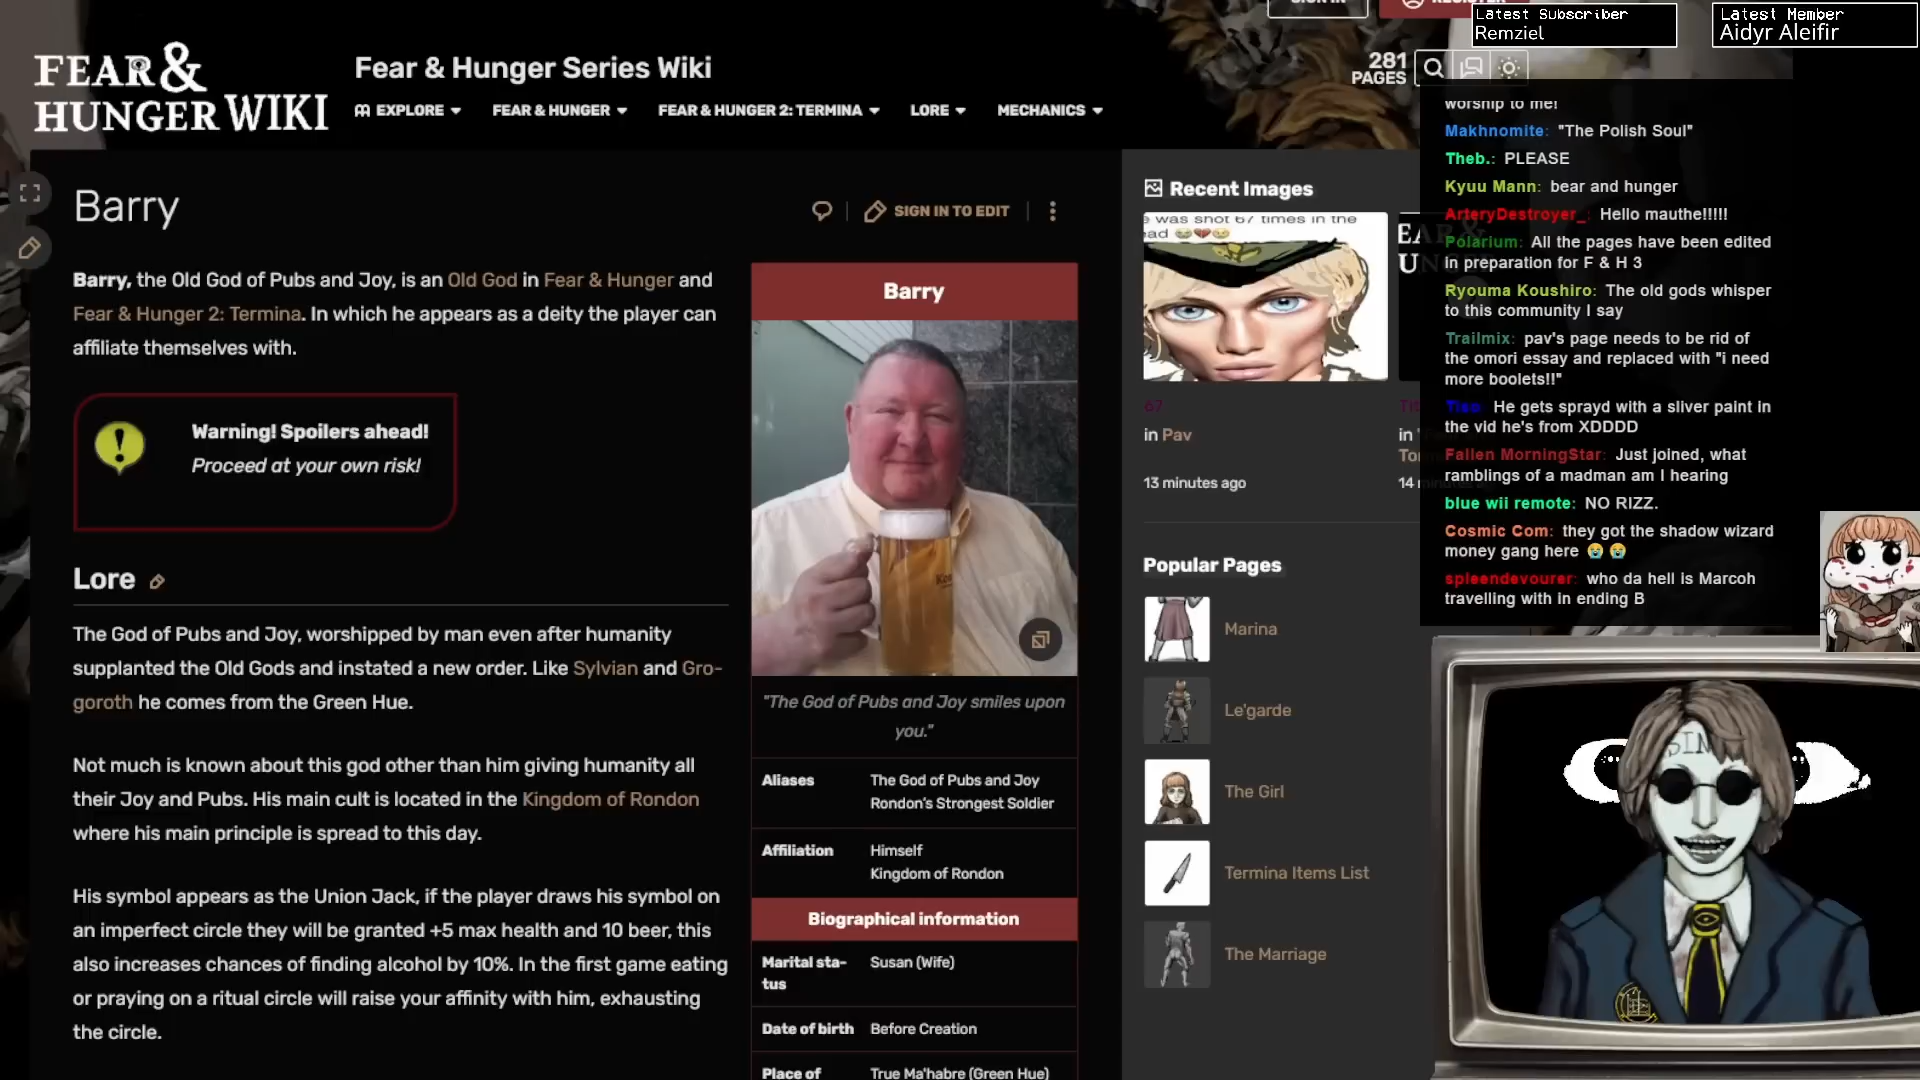 SIGN IN
REGISTER
Latest Subscriber
Remziel
Latest Member
Aidyr Aleifir
FEAR &
HUNGER WIKI
Fear & Hunger Series Wiki
281
PAGES
EXPLORE
FEAR & HUNGER
FEAR & HUNGER 2: TERMINA
LORE
MECHANICS
Barry
SIGN IN TO EDIT
Barry, the Old God of Pubs and Joy, is an Old God in Fear & Hunger and
Fear & Hunger 2: Termina. In which he appears as a deity the player can
affiliate themselves with.
Warning! Spoilers ahead!
Proceed at your own risk!
Lore
The God of Pubs and Joy, worshipped by man even after humanity
supplanted the Old Gods and instated a new order. Like Sylvian and Gro-
goroth he comes from the Green Hue.
Not much is known about this god other than him giving humanity all
their Joy and Pubs. His main cult is located in the Kingdom of Rondon
where his main principle is spread to this day.
His symbol appears as the Union Jack, if the player draws his symbol on
an imperfect circle they will be granted +5 max health and 10 beer, this
also increases chances of finding alcohol by 10%. In the first game eating
or praying on a ritual circle will raise your affinity with him, exhausting
the circle.
Barry
"The God of Pubs and Joy smiles upon
you."
Aliases
The God of Pubs and Joy
Rondon's Strongest Soldier
Affiliation
Himself
Kingdom of Rondon
Biographical information
Marital sta-
tus
Susan (Wife)
Date of birth
Before Creation
Place of
True Ma'habre (Green Hue)
Recent Images
was shot 67 times in the
67
in Pav
13 minutes ago
14
Popular Pages
Marina
Le'garde
The Girl
Termina Items List
The Marriage
worship to me!
Makhnomite: "The Polish Soul"
Theb.: PLEASE
Kyuu Mann: bear and hunger
ArteryDestroyer_: Hello mauthe!!!!!
Polarium: All the pages have been edited
in preparation for F & H 3
Ryouma Koushiro: The old gods whisper
to this community I say
Trailmix: pav's page needs to be rid of
the omori essay and replaced with "i need
more boolets!!"
He gets sprayd with a sliver paint in
the vid he's from XDDDD
Fallen MorningStar: Just joined, what
ramblings of a madman am I hearing
blue wii remote: NO RIZZ.
Cosmic Com: they got the shadow wizard
money gang here 😭 😭
spleendevourer: who da hell is Marcoh
travelling with in ending B
SIN